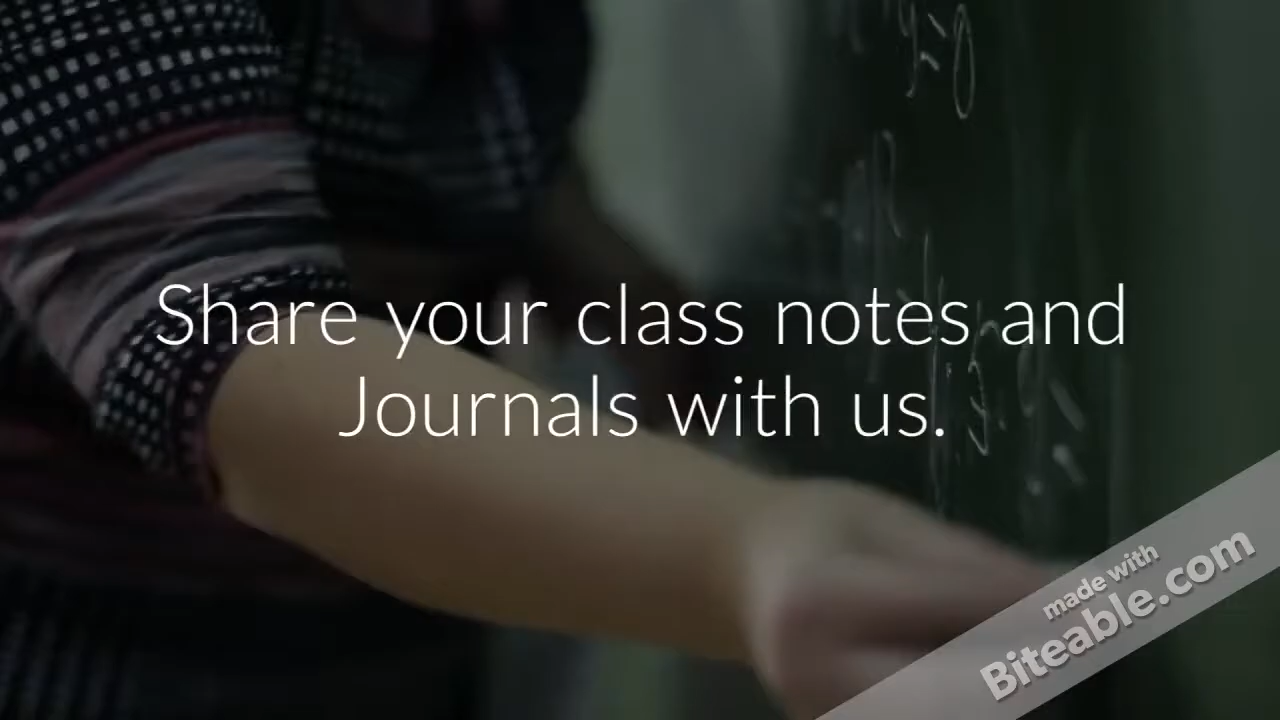 Share your class notes and
Journals with us.
made with
Biteable.com